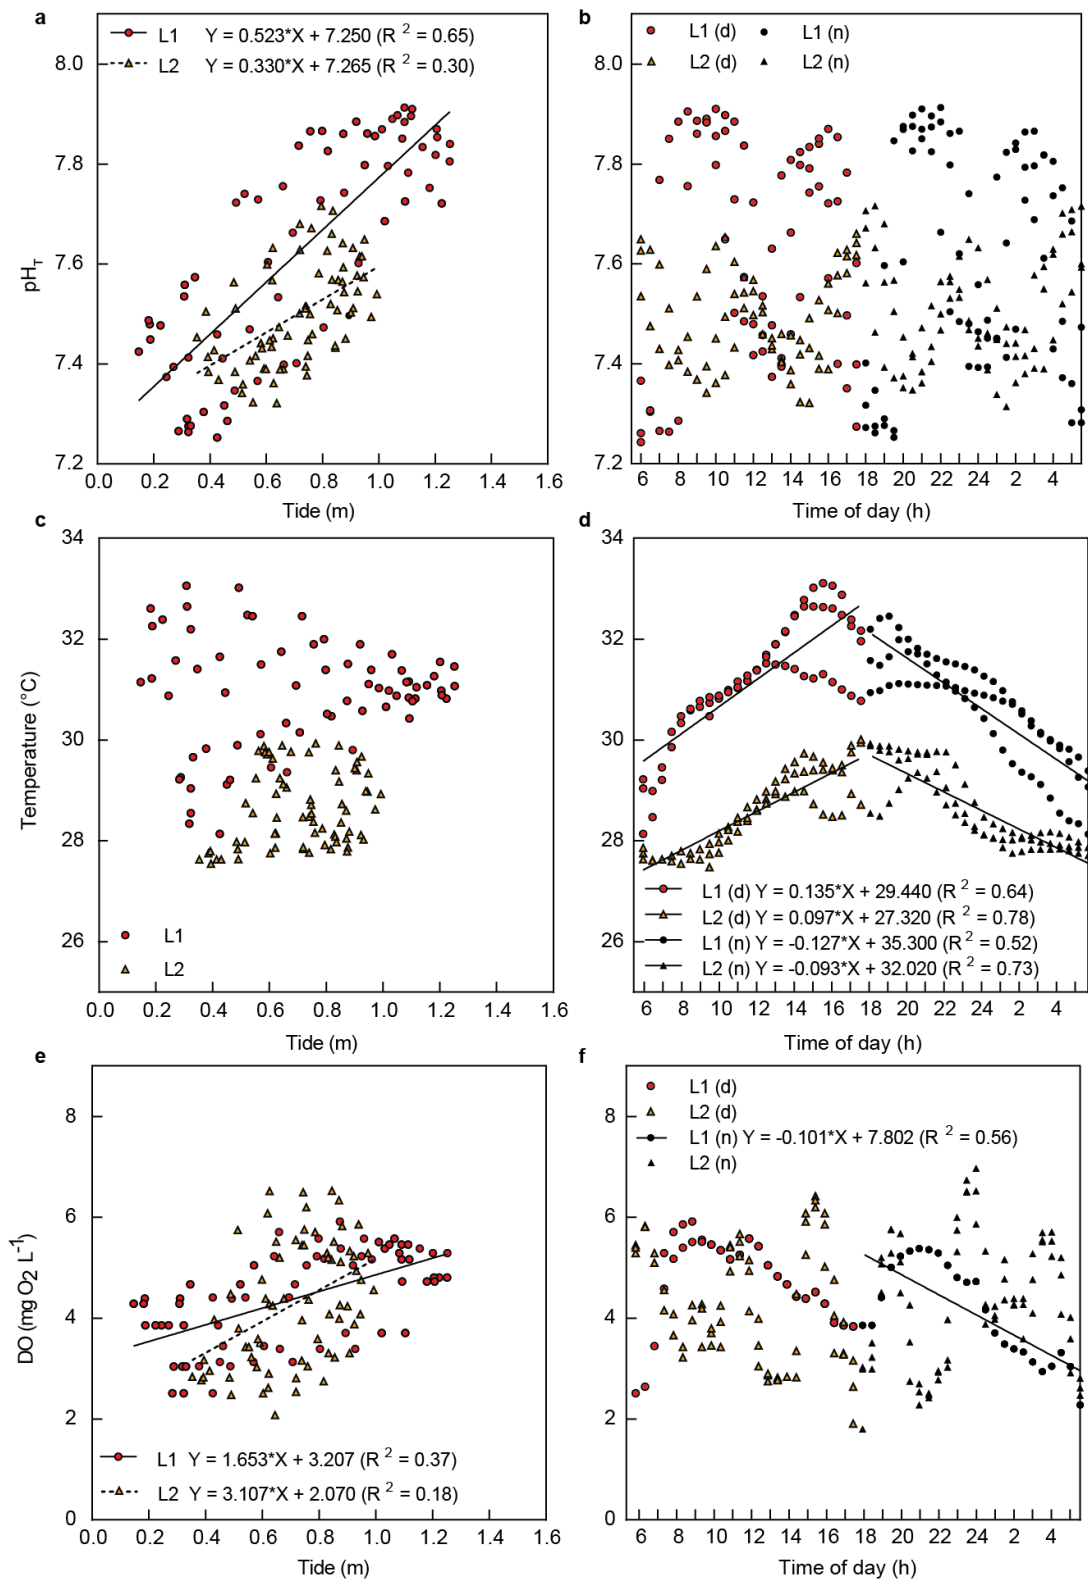 a
L1 Y = 0.523*X + 7.250 (R 2 = 0.65)
L2 Y = 0.330*X + 7.265 (R 2 = 0.30)
8.0
7.8
7.6
7.4
7.2
pHT
0.0 0.2 0.4 0.6 0.8 1.0 1.2 1.4 1.6
Tide (m)
b
L1 (d) L1 (n)
L2 (d) L2 (n)
8.0
7.8
7.6
7.4
7.2
6 8 10 12 14 16 18 20 22 24 2 4
Time of day (h)
c
34
32
30
28
26
Temperature (°C)
L1
L2
0.0 0.2 0.4 0.6 0.8 1.0 1.2 1.4 1.6
Tide (m)
d
34
32
30
28
26
L1 (d) Y = 0.135*X + 29.440 (R 2 = 0.64)
L2 (d) Y = 0.097*X + 27.320 (R 2 = 0.78)
L1 (n) Y = -0.127*X + 35.300 (R 2 = 0.52)
L2 (n) Y = -0.093*X + 32.020 (R 2 = 0.73)
6 8 10 12 14 16 18 20 22 24 2 4
Time of day (h)
e
8
6
4
2
0
DO (mg O2 L-1)
L1 Y = 1.653*X + 3.207 (R 2 = 0.37)
L2 Y = 3.107*X + 2.070 (R 2 = 0.18)
0.0 0.2 0.4 0.6 0.8 1.0 1.2 1.4 1.6
Tide (m)
f
L1 (d)
L2 (d)
L1 (n) Y = -0.101*X + 7.802 (R 2 = 0.56)
L2 (n)
8
6
4
2
0
6 8 10 12 14 16 18 20 22 24 2 4
Time of day (h)